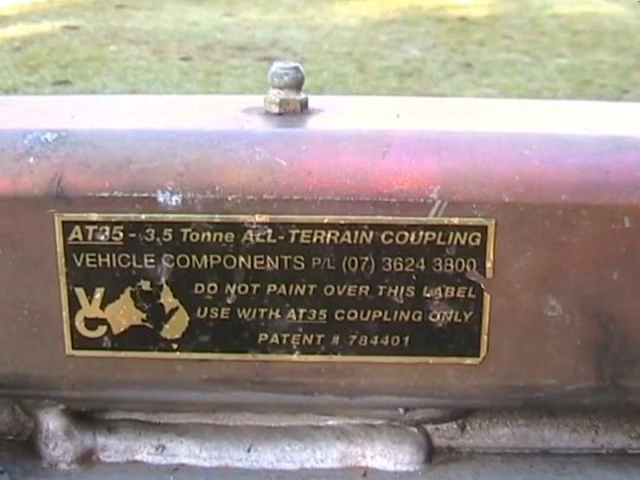 AT35 - 3.5 Tonne ALL-TERRAIN COUPLING
VEHICLE COMPONENTS P/L (07) 3624 3800
VC
DO NOT PAINT OVER THIS LABEL
USE WITH AT35 COUPLING ONLY
PATENT # 784401